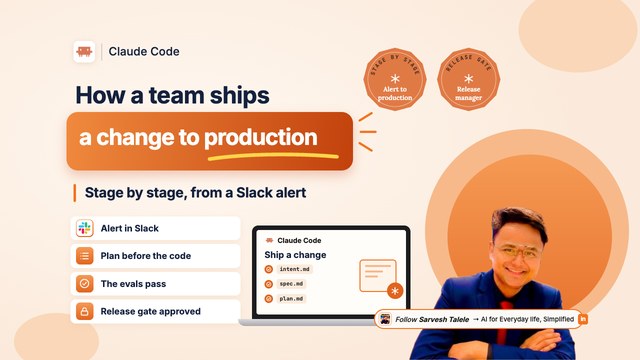 Claude Code
How a team ships
a change to production
Stage by stage, from a Slack alert
Alert in Slack
Plan before the code
The evals pass
Release gate approved
STAGE BY STAGE
Alert to
production
RELEASE GATE
Release
manager
Claude Code
Ship a change
intent.md
spec.md
plan.md
Follow Sarvesh Talele → AI for Everyday life, Simplified
in